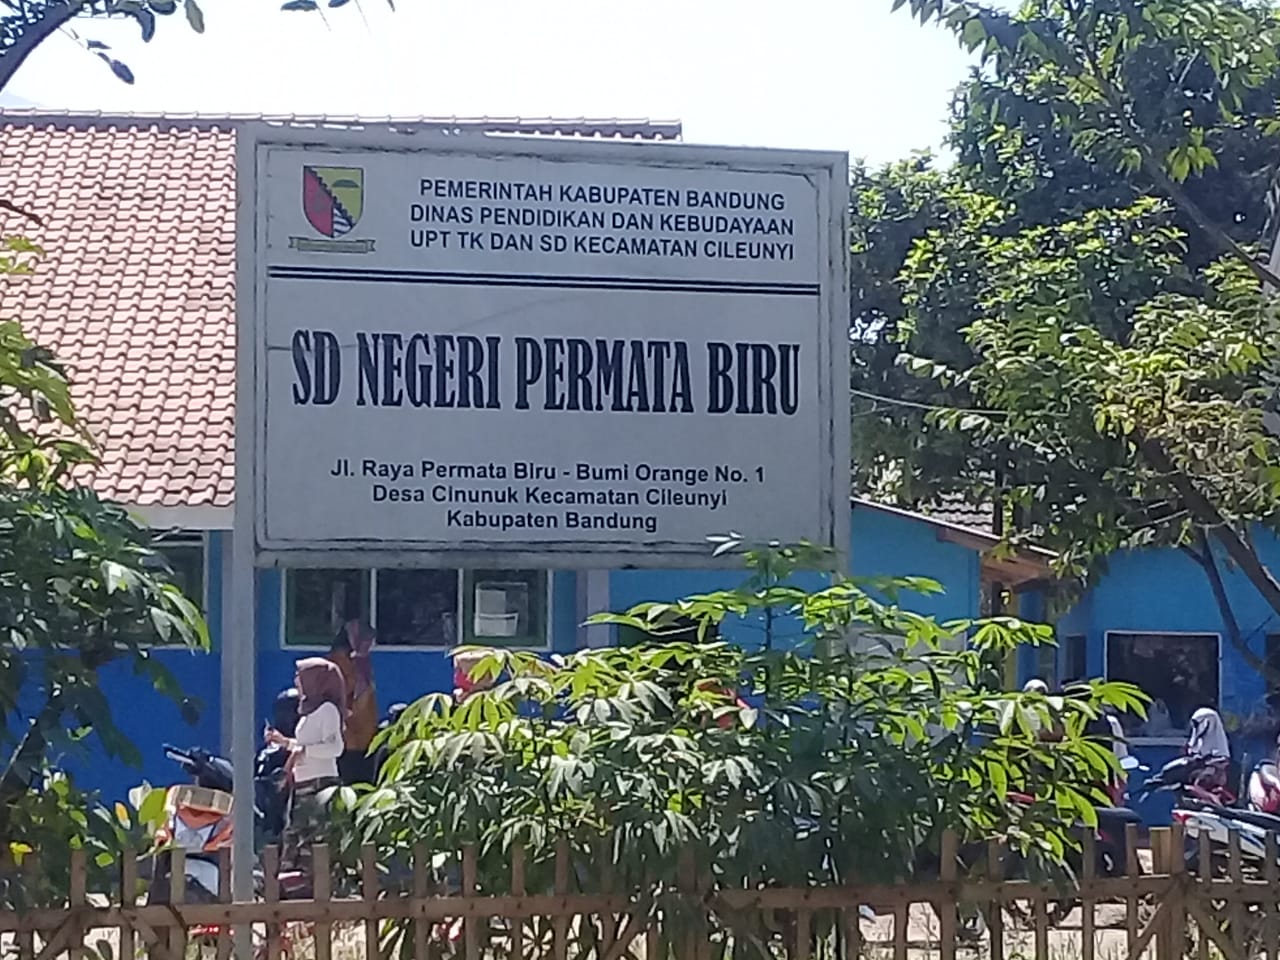 PEMERINTAH KABUPATEN BANDUNG
DINAS PENDIDIKAN DAN KEBUDAYAAN
UPT TK DAN SD KECAMATAN CILEUNYI
SD NEGERI PERMATA BIRU
Jl. Raya Permata Biru - Bumi Orange No. 1
Desa Cinunuk Kecamatan Cileunyi
Kabupaten Bandung